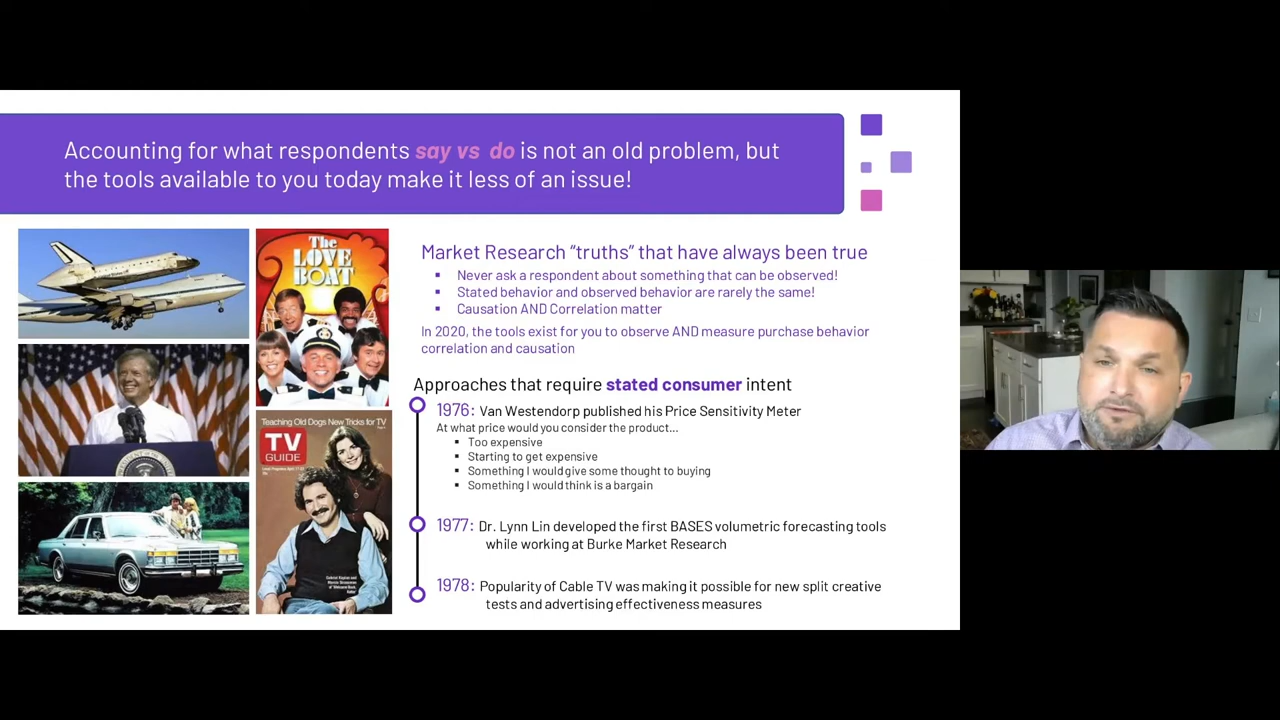 Accounting for what respondents say vs do is not an old problem, but
the tools available to you today make it less of an issue!
The
LOVE
BOAT
Teaching Old Dogs New Tricks for TV
TV
GUIDE
Market Research “truths” that have always been true
▪ Never ask a respondent about something that can be observed!
▪ Stated behavior and observed behavior are rarely the same!
▪ Causation AND Correlation matter
In 2020, the tools exist for you to observe AND measure purchase behavior
correlation and causation
Approaches that require stated consumer intent
1976: Van Westendorp published his Price Sensitivity Meter
At what price would you consider the product...
▪ Too expensive
▪ Starting to get expensive
▪ Something I would give some thought to buying
▪ Something I would think is a bargain
1977: Dr. Lynn Lin developed the first BASES volumetric forecasting tools
while working at Burke Market Research
1978: Popularity of Cable TV was making it possible for new split creative
tests and advertising effectiveness measures